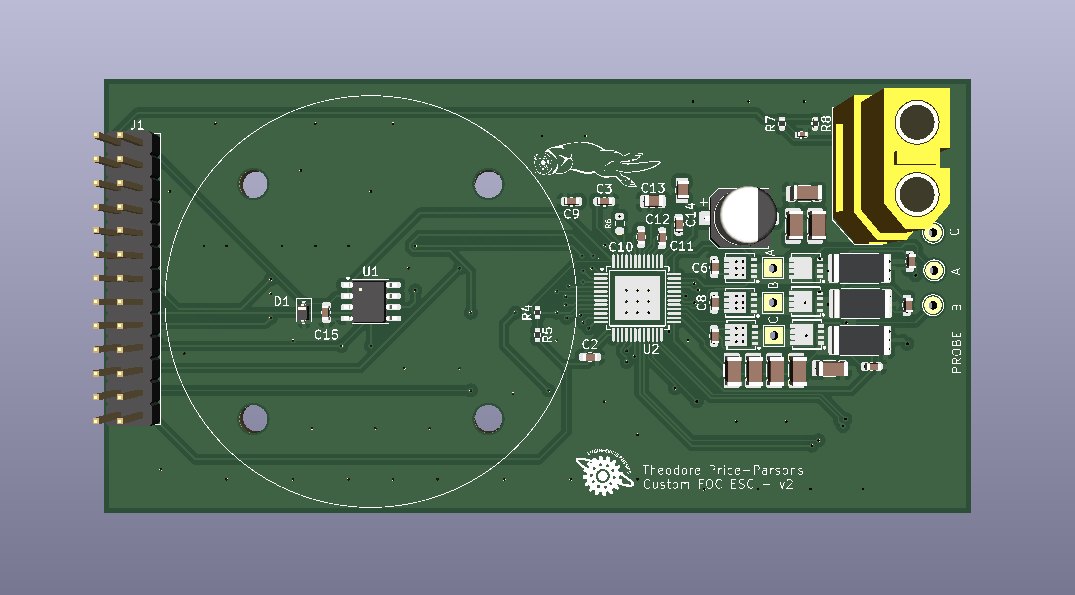 J1
R7
R8
C9
C3
C13
C14
+
R6
C12
C10
C11
C
A
B
C6
A
B
C8
C
U1
D1
C15
R4
R5
C2
U2
PROBE
Theodore Price-Parsons
Custom FOC ESC - v2